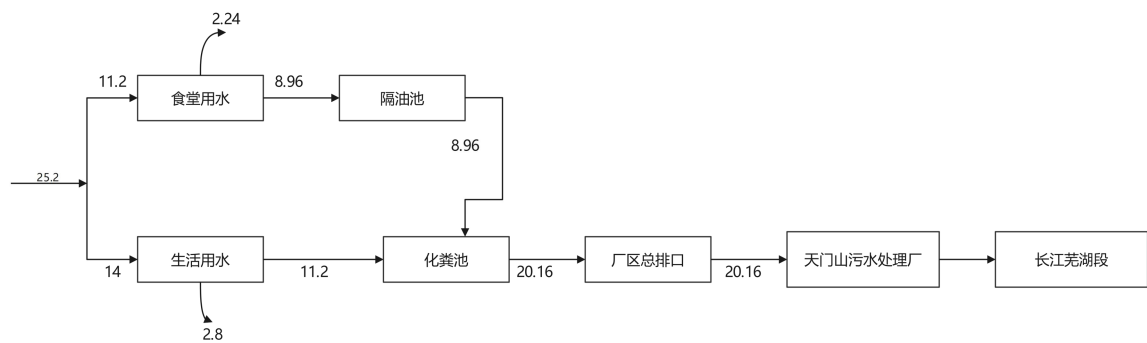 2.24
11.2
食堂用水
8.96
隔油池
8.96
25.2
14
生活用水
11.2
化粪池
20.16
厂区总排口
20.16
天门山污水处理厂
长江芜湖段
2.8